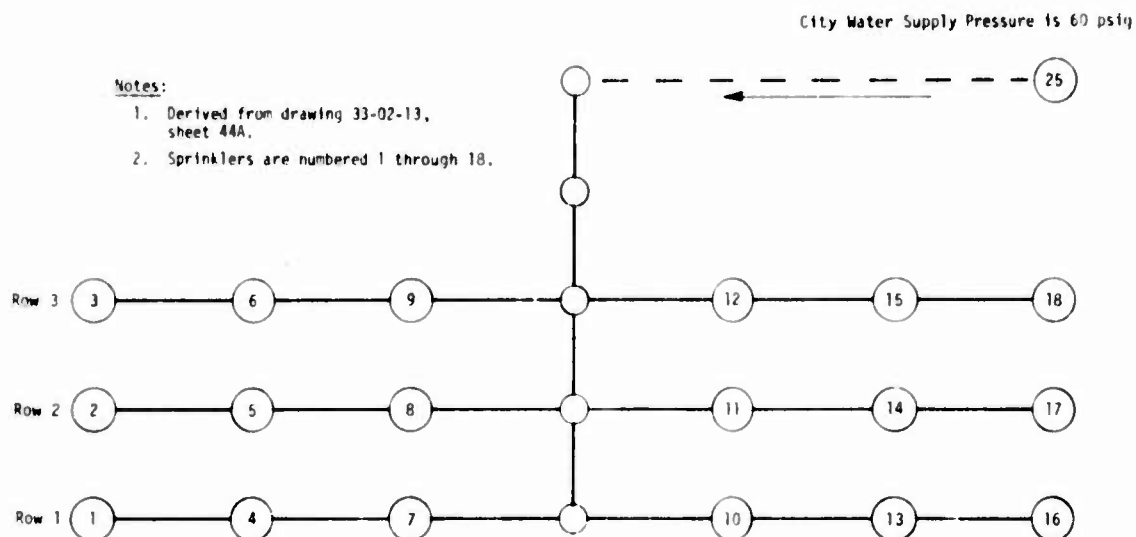 City Water Supply Pressure is 60 psig
Notes:
25
1. Derived from drawing 33-02-13,
sheet 44A.
2. Sprinklers are numbered 1 through 18.
Row 3 3 6 9 12 15 18
Row 2 2 5 8 11 14 17
Row 1 1 4 7 10 13 16